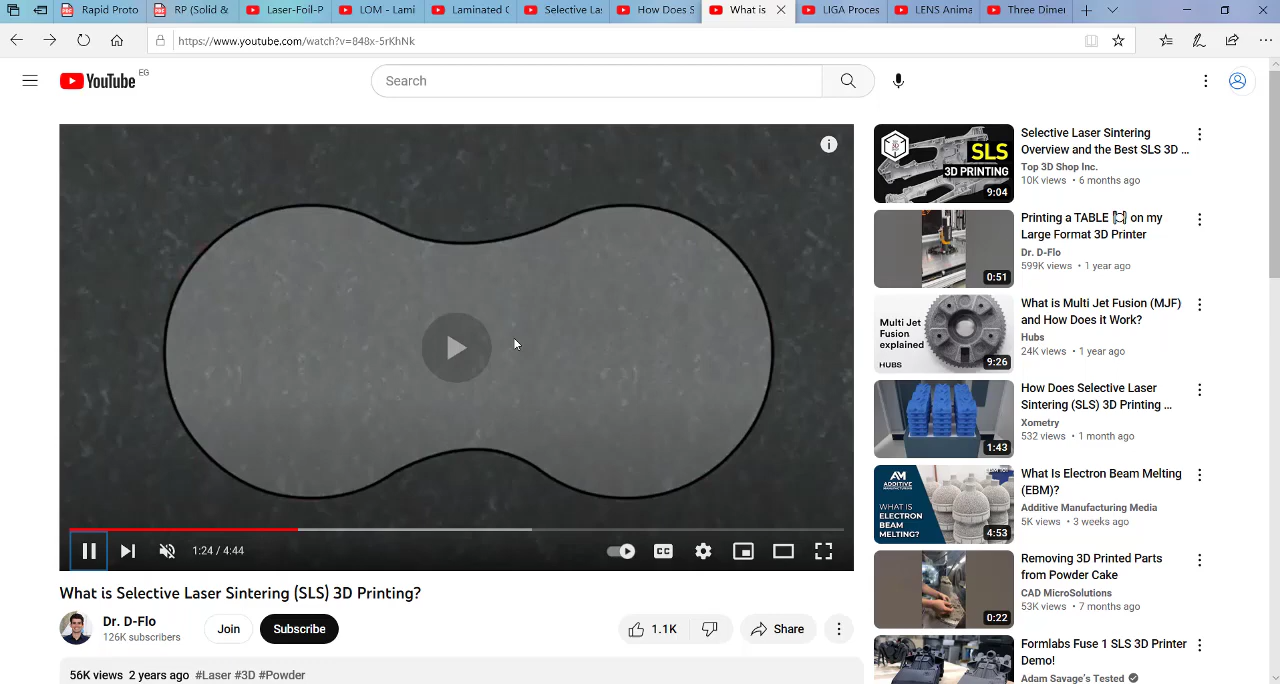 Rapid Proto
RP (Solid &
Laser-Foil-P
LOM - Lami
Laminated O
Selective La
How Does S
What is
LIGA Proces
LENS Anima
Three Dimen
https://www.youtube.com/watch?v=848x-5rKhNk
YouTube EG
Search
1:24 / 4:44
CC
What is Selective Laser Sintering (SLS) 3D Printing?
Dr. D-Flo
126K subscribers
Join
Subscribe
1.1K
Share
56K views 2 years ago #Laser #3D #Powder
SLS
3D PRINTING
9:04
Selective Laser Sintering
Overview and the Best SLS 3D ...
Top 3D Shop Inc.
10K views • 6 months ago
0:51
Printing a TABLE on my
Large Format 3D Printer
Dr. D-Flo
599K views • 1 year ago
Multi Jet
Fusion
explained
HUBS
9:26
What is Multi Jet Fusion (MJF)
and How Does it Work?
Hubs
24K views • 1 year ago
1:43
How Does Selective Laser
Sintering (SLS) 3D Printing ...
Xometry
532 views • 1 month ago
AM
ADDITIVE
MANUFACTURING
WHAT IS
ELECTRON
BEAM
MELTING?
4:53
What Is Electron Beam Melting
(EBM)?
Additive Manufacturing Media
5K views • 3 weeks ago
0:22
Removing 3D Printed Parts
from Powder Cake
CAD MicroSolutions
53K views • 7 months ago
Formlabs Fuse 1 SLS 3D Printer
Demo!
Adam Savage's Tested